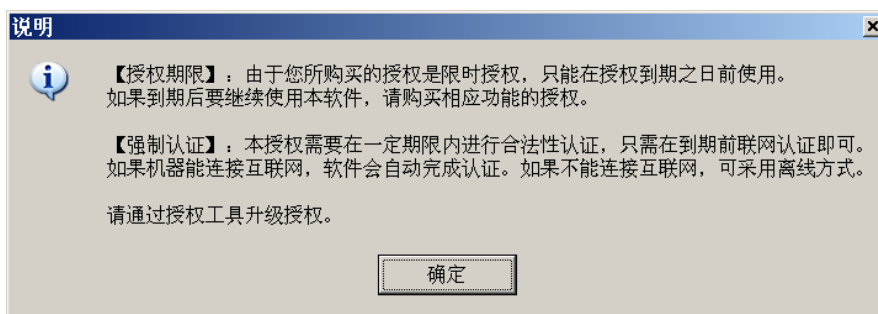 说明
【授权期限】：由于您所购买的授权是限时授权，只能在授权到期之日前使用。
如果到期后要继续使用本软件，请购买相应功能的授权。
【强制认证】：本授权需要在一定期限内进行合法性认证，只需在到期前联网认证即可。
如果机器能连接互联网，软件会自动完成认证。如果不能连接互联网，可采用离线方式。
请通过授权工具升级授权。
确定